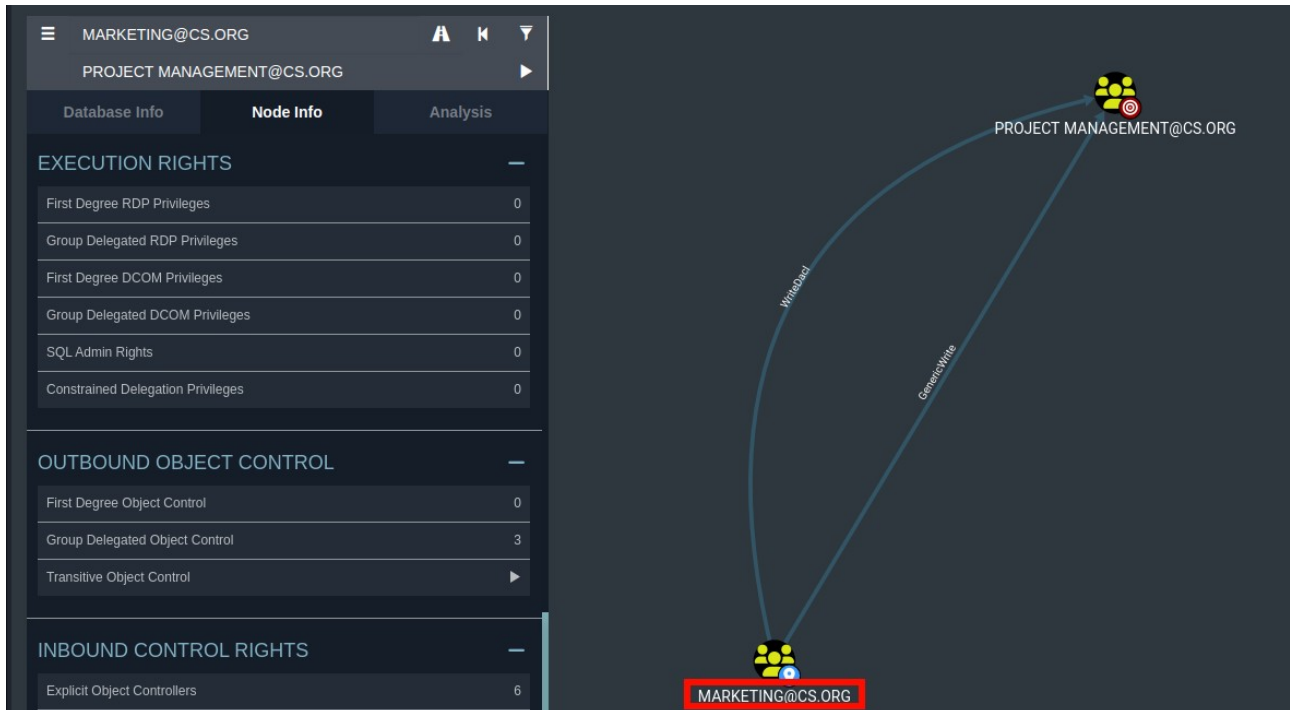 MARKETING@CS.ORG
PROJECT MANAGEMENT@CS.ORG
Database Info Node Info Analysis
EXECUTION RIGHTS
First Degree RDP Privileges 0
Group Delegated RDP Privileges 0
First Degree DCOM Privileges 0
Group Delegated DCOM Privileges 0
SQL Admin Rights 0
Constrained Delegation Privileges 0
OUTBOUND OBJECT CONTROL
First Degree Object Control 0
Group Delegated Object Control 3
Transitive Object Control
INBOUND CONTROL RIGHTS
Explicit Object Controllers 6
PROJECT MANAGEMENT@CS.ORG
WriteDacl
GenericWrite
MARKETING@CS.ORG